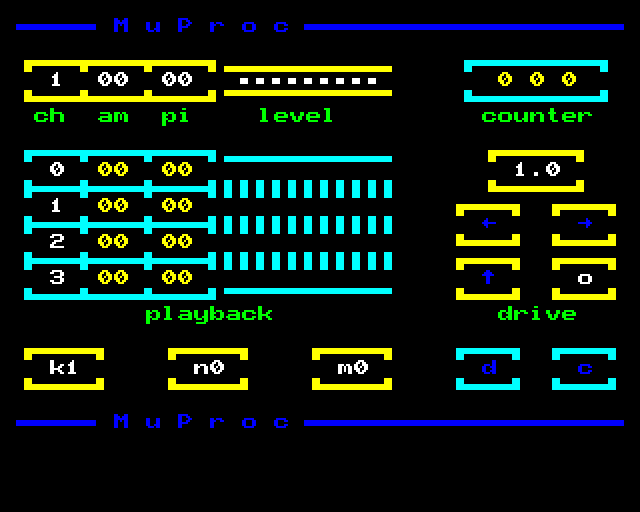 M u P r o c
1 00 00 0 0 0
ch am pi level counter
0 00 00 1.0
1 00 00 ← →
2 00 00
3 00 00 ↑ o
playback drive
k1 n0 m0 d c
M u P r o c